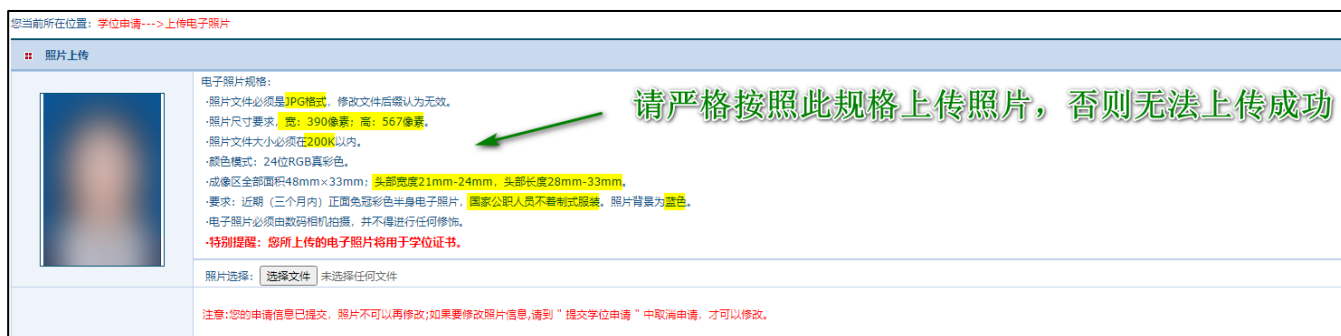 您当前所在位置：学位申请--->上传电子照片
照片上传
电子照片规格：
·照片文件必须是JPG格式，修改文件后缀认为无效。
·照片尺寸要求，宽：390像素；高：567像素。
·照片文件大小必须在200K以内。
·颜色模式：24位RGB真彩色。
·成像区全部面积48mm×33mm；头部宽度21mm-24mm，头部长度28mm-33mm。
·要求：近期（三个月内）正面免冠彩色半身电子照片，国家公职人员不着制式服装。照片背景为蓝色。
·电子照片必须由数码相机拍摄，并不得进行任何修饰。
·特别提醒：您所上传的电子照片将用于学位证书。
请严格按照此规格上传照片，否则无法上传成功
照片选择：选择文件 未选择任何文件
注意:您的申请信息已提交，照片不可以再修改;如果要修改照片信息,请到 " 提交学位申请 " 中取消申请，才可以修改。